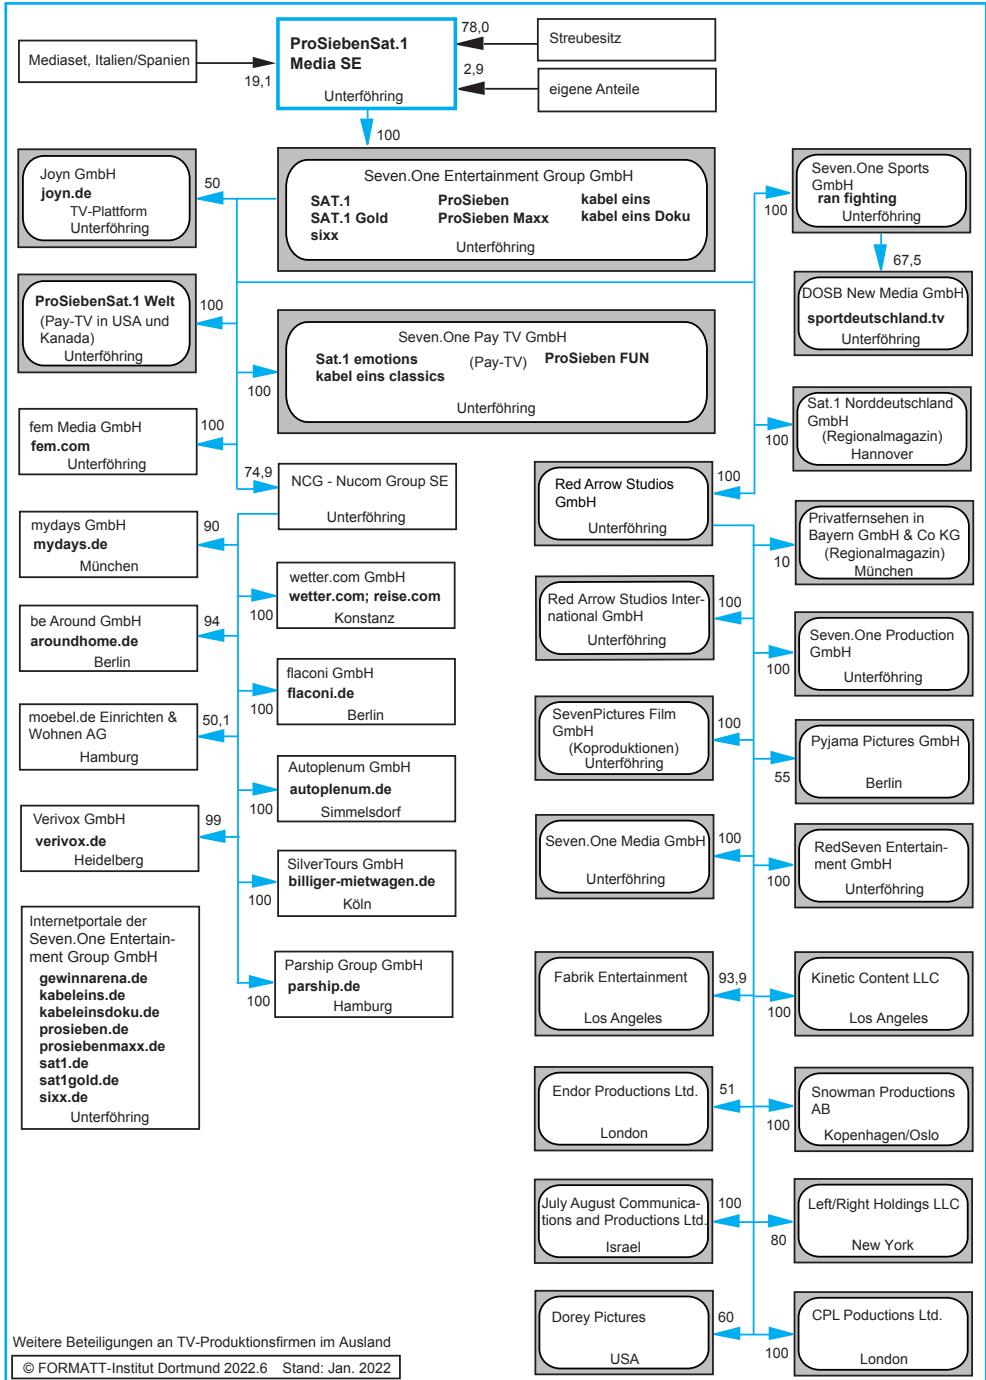 Mediaset, Italien/Spanien
19,1
ProSiebenSat.1
Media SE
Unterföhring
78,0
Streubesitz
2,9
eigene Anteile
100
Joyn GmbH
joyn.de
TV-Plattform
Unterföhring
50
Seven.One Entertainment Group GmbH
SAT.1
ProSieben
kabel eins
SAT.1 Gold
ProSieben Maxx
kabel eins Doku
sixx
Unterföhring
Seven.One Sports
GmbH
ran fighting
Unterföhring
100
67,5
DOSB New Media GmbH
sportdeutschland.tv
Unterföhring
ProSiebenSat.1 Welt
(Pay-TV in USA und
Kanada)
Unterföhring
100
Seven.One Pay TV GmbH
Sat.1 emotions
(Pay-TV)
ProSieben FUN
kabel eins classics
Unterföhring
100
fem Media GmbH
fem.com
Unterföhring
100
Sat.1 Norddeutschland
GmbH
(Regionalmagazin)
Hannover
100
74,9
NCG - Nucom Group SE
Unterföhring
Red Arrow Studios
GmbH
Unterföhring
100
mydays GmbH
mydays.de
München
90
Privatfernsehen in
Bayern GmbH & Co KG
(Regionalmagazin)
München
10
wetter.com GmbH
wetter.com; reise.com
Konstanz
100
Red Arrow Studios Inter-
national GmbH
Unterföhring
100
be Around GmbH
aroundhome.de
Berlin
94
Seven.One Production
GmbH
Unterföhring
100
flaconi GmbH
flaconi.de
Berlin
100
moebel.de Einrichten &
Wohnen AG
Hamburg
50,1
SevenPictures Film
GmbH
(Koproduktionen)
Unterföhring
100
Pyjama Pictures GmbH
Berlin
55
Autoplenum GmbH
autoplenum.de
Simmelsdorf
100
Verivox GmbH
verivox.de
Heidelberg
99
Seven.One Media GmbH
Unterföhring
100
RedSeven Entertain-
ment GmbH
Unterföhring
100
SilverTours GmbH
billiger-mietwagen.de
Köln
100
Internetportale der
Seven.One Entertain-
ment Group GmbH
gewinnarena.de
kabeleins.de
kabeleinsdoku.de
prosieben.de
prosiebenmaxx.de
sat1.de
sat1gold.de
sixx.de
Unterföhring
Parship Group GmbH
parship.de
Hamburg
100
Fabrik Entertainment
Los Angeles
93,9
Kinetic Content LLC
Los Angeles
100
Endor Productions Ltd.
London
51
Snowman Productions
AB
Kopenhagen/Oslo
100
July August Communica-
tions and Productions Ltd.
Israel
100
Left/Right Holdings LLC
New York
80
Dorey Pictures
USA
60
CPL Poductions Ltd.
London
100
Weitere Beteiligungen an TV-Produktionsfirmen im Ausland
© FORMATT-Institut Dortmund 2022.6 Stand: Jan. 2022